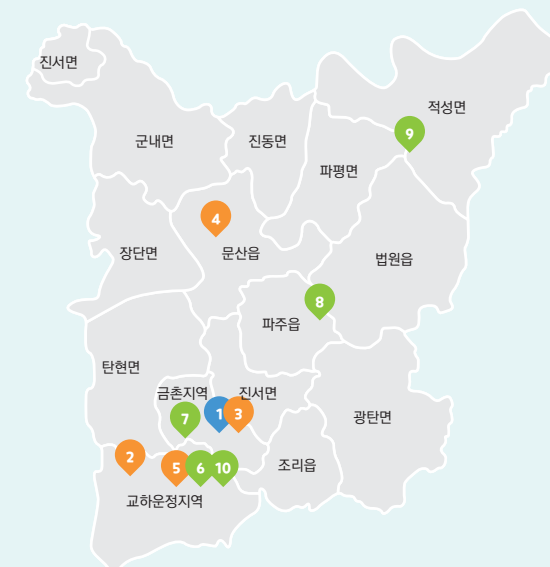 진서면
적성면
9
군내면
진동면
파평면
4
장단면
문산읍
법원읍
8
파주읍
탄현면
금촌지역
진서면
7
1
3
광탄면
2
5
6
10
조리읍
교하운정지역